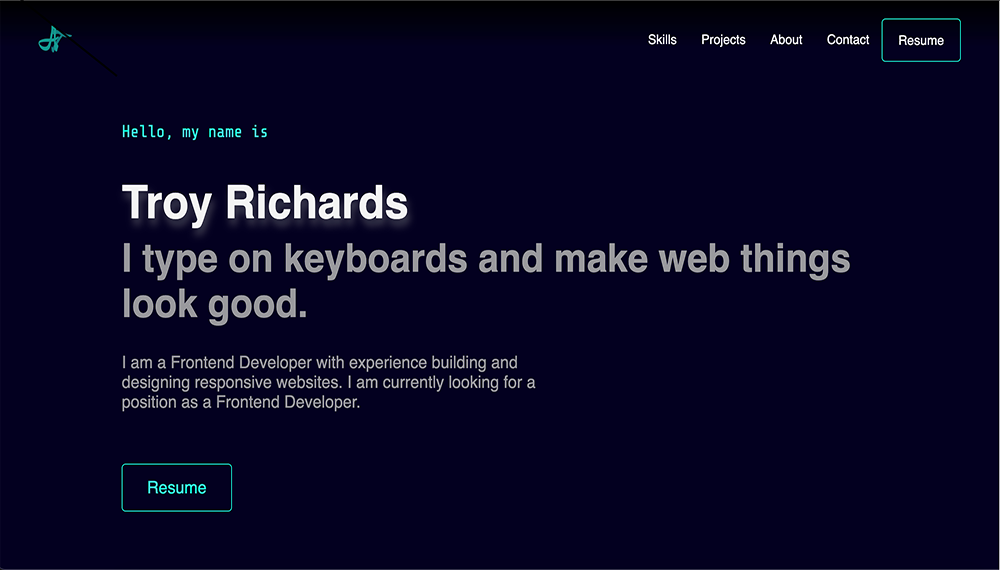 Skills Projects About Contact Resume
Hello, my name is
Troy Richards
I type on keyboards and make web things
look good.
I am a Frontend Developer with experience building and
designing responsive websites. I am currently looking for a
position as a Frontend Developer.
Resume